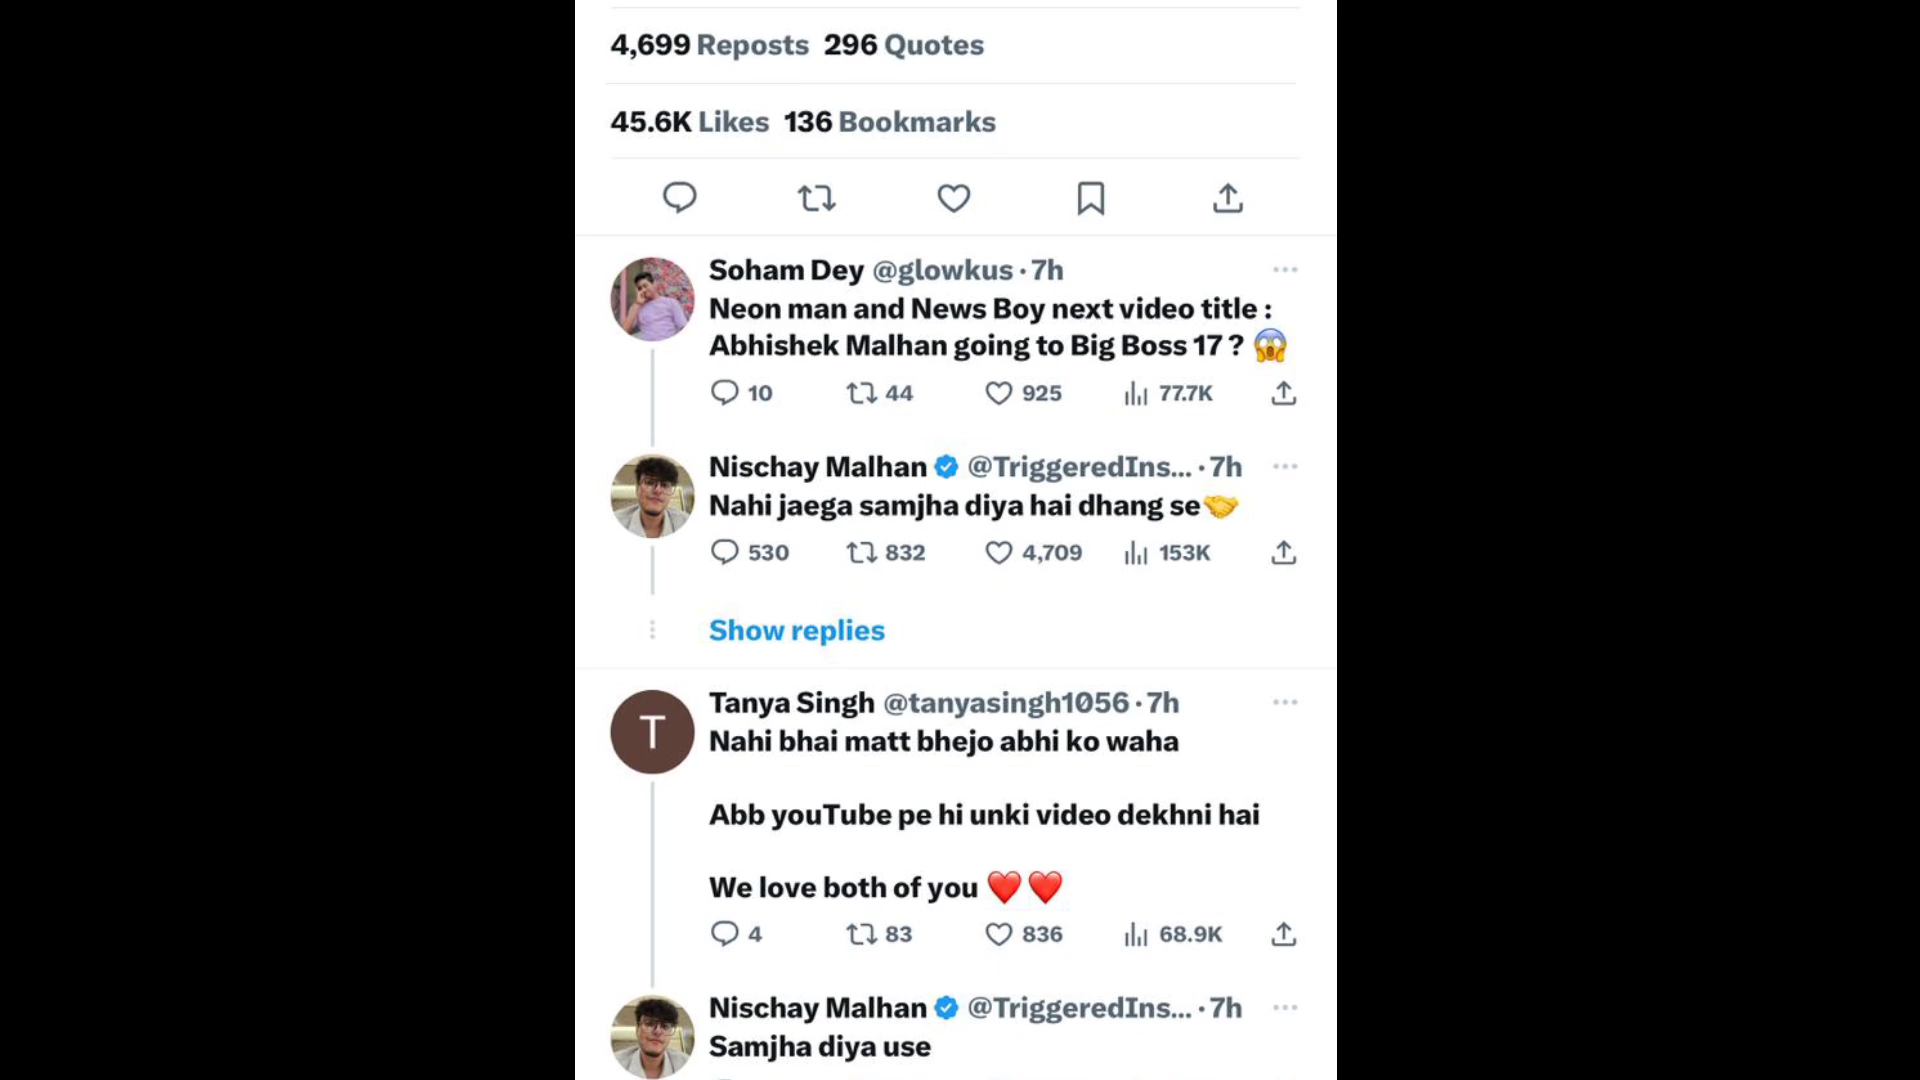 4,699 Reposts 296 Quotes
45.6K Likes 136 Bookmarks
Soham Dey @glowkus · 7h
Neon man and News Boy next video title :
Abhishek Malhan going to Big Boss 17 ? 😱
10 44 925 77.7K
Nischay Malhan @TriggeredIns... · 7h
Nahi jaega samjha diya hai dhang se🤝
530 832 4,709 153K
Show replies
T
Tanya Singh @tanyasingh1056 · 7h
Nahi bhai matt bhejo abhi ko waha
Abb youTube pe hi unki video dekhni hai
We love both of you ❤️❤️
4 83 836 68.9K
Nischay Malhan @TriggeredIns... · 7h
Samjha diya use